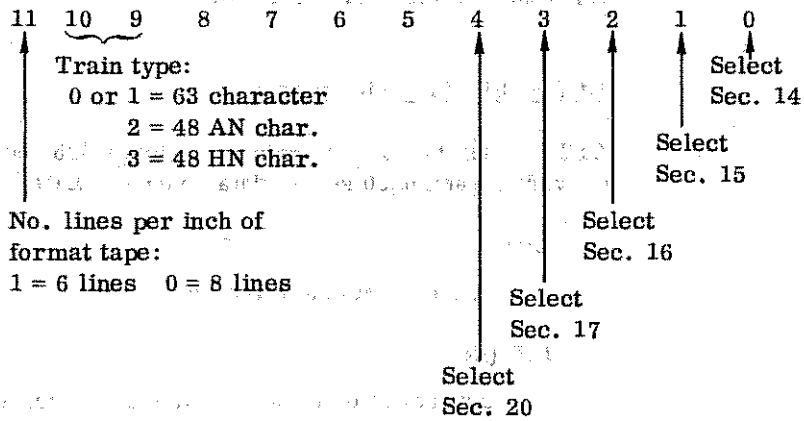 11 10 9 8 7 6 5 4 3 2 1 0
Train type:
0 or 1 = 63 character
2 = 48 AN char.
3 = 48 HN char.
No. lines per inch of
format tape:
1 = 6 lines 0 = 8 lines
Select
Sec. 20
Select
Sec. 17
Select
Sec. 16
Select
Sec. 15
Select
Sec. 14